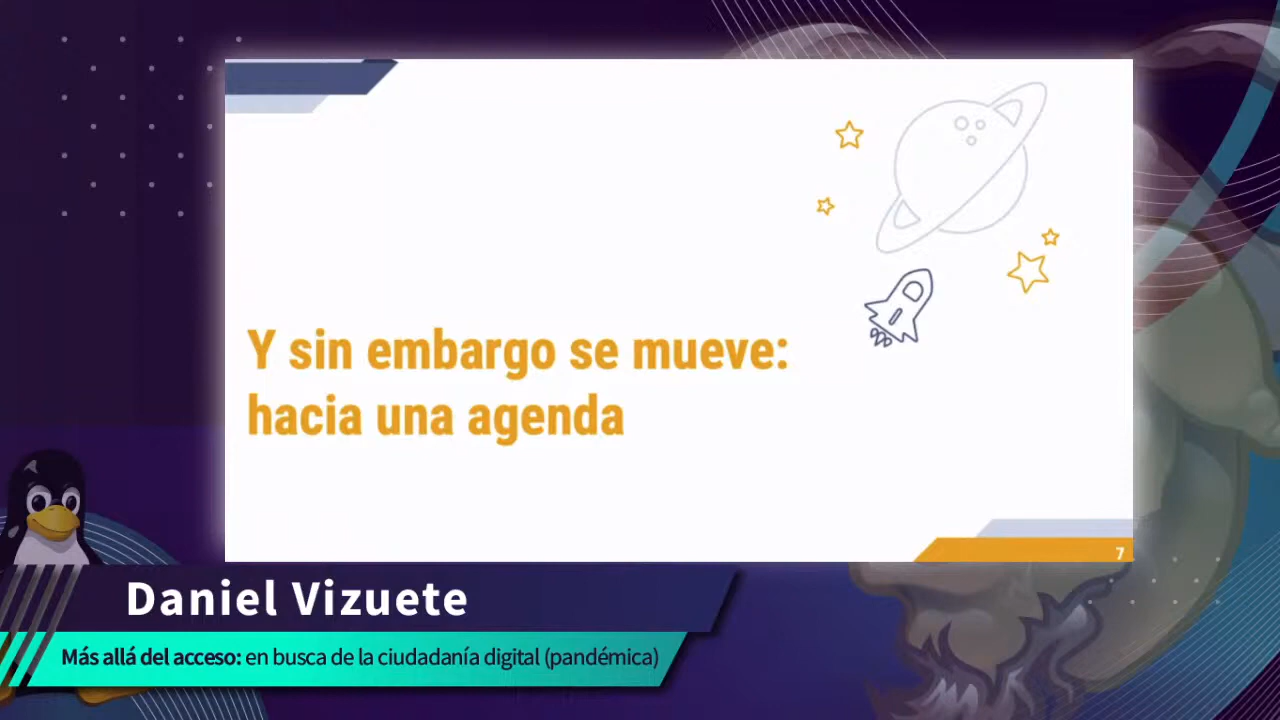 Y sin embargo se mueve:
hacia una agenda
7
Daniel Vizuete
Más allá del acceso: en busca de la ciudadanía digital (pandémica)